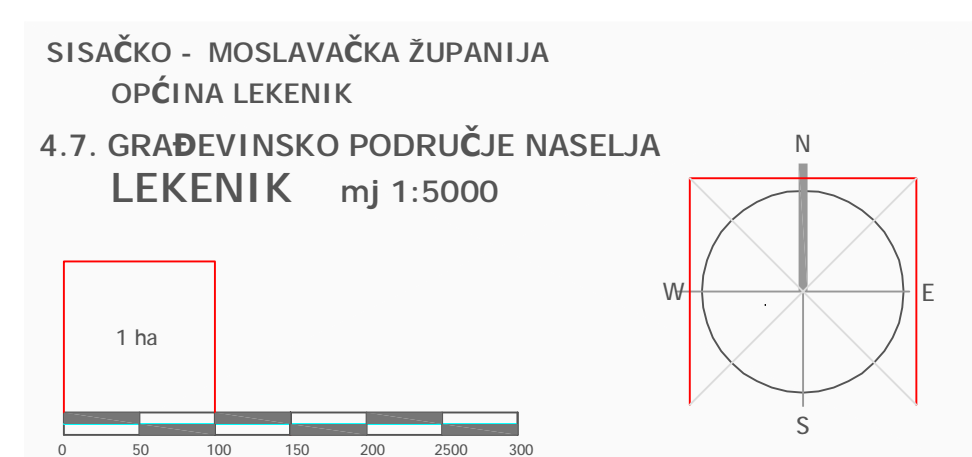 SISAČKO - MOSLAVAČKA ŽUPANIJA
OPĆINA LEKENIK
4.7. GRAĐEVINSKO PODRUČJE NASELJA
LEKENIK mj 1:5000
N
W E
S
1 ha
0 50 100 150 200 2500 300